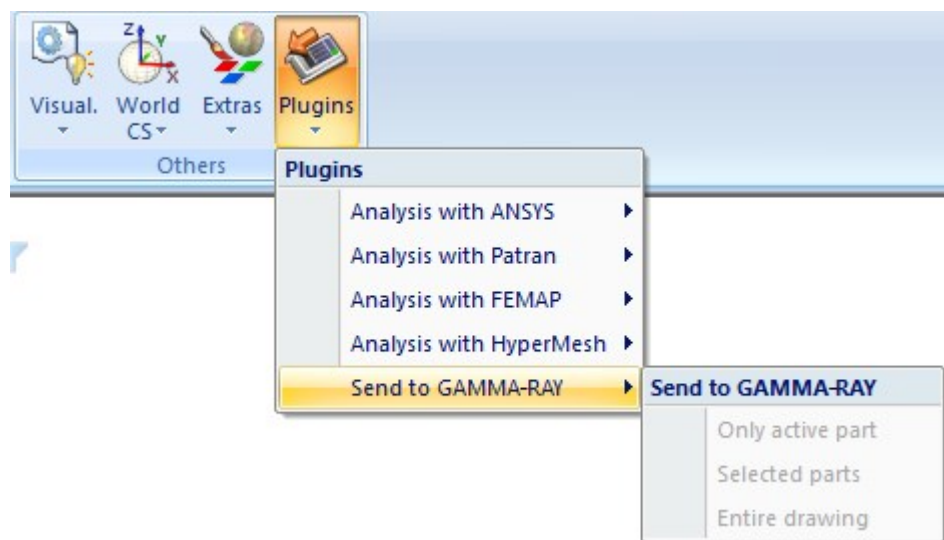 Z Y
X
Visual. World Extras Plugins
CS
Others
Plugins
Analysis with ANSYS
Analysis with Patran
Analysis with FEMAP
Analysis with HyperMesh
Send to GAMMA-RAY Send to GAMMA-RAY
Only active part
Selected parts
Entire drawing